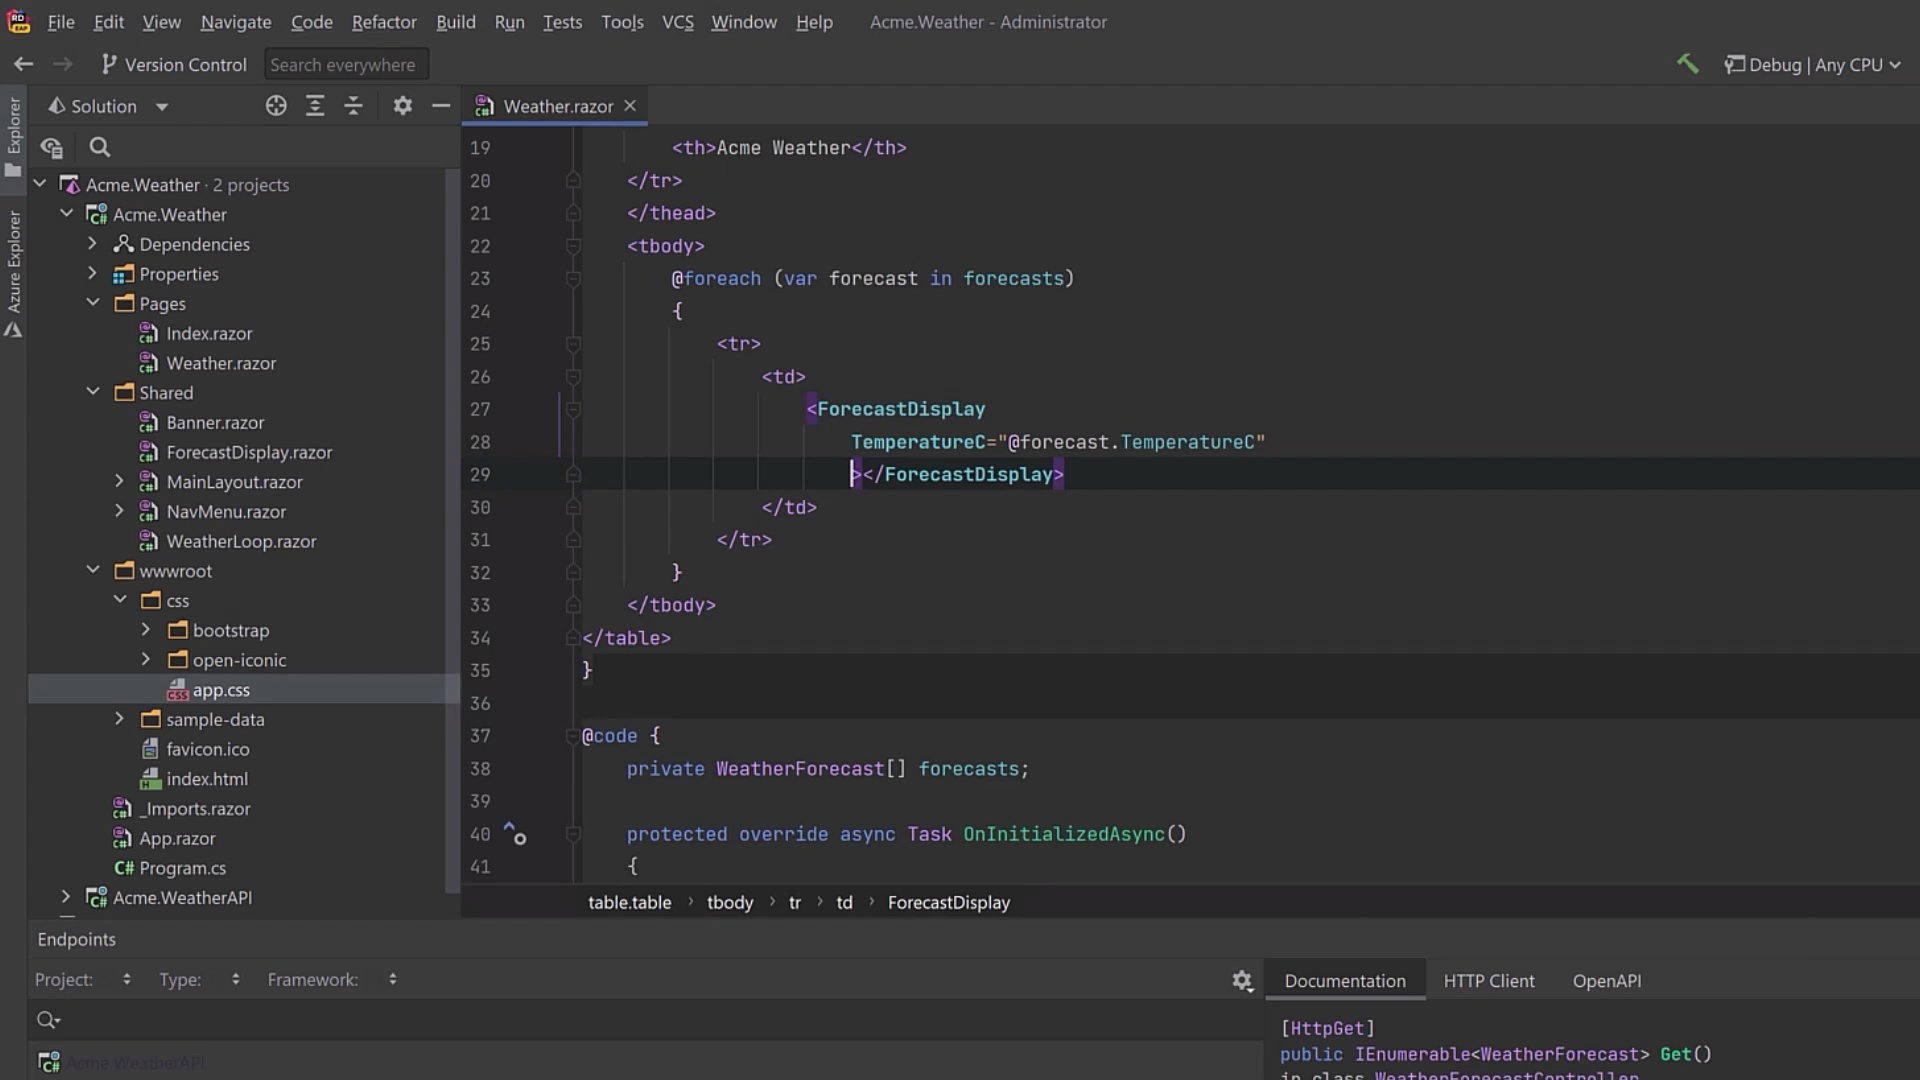 RD
EAP
File Edit View Navigate Code Refactor Build Run Tests Tools VCS Window Help Acme.Weather - Administrator
Version Control Search everywhere Debug | Any CPU
Explorer
Azure Explorer
Solution
Acme.Weather · 2 projects
Acme.Weather
Dependencies
Properties
Pages
Index.razor
Weather.razor
Shared
Banner.razor
ForecastDisplay.razor
MainLayout.razor
NavMenu.razor
WeatherLoop.razor
wwwroot
css
bootstrap
open-iconic
app.css
sample-data
favicon.ico
index.html
_Imports.razor
App.razor
C# Program.cs
Acme.WeatherAPI
Weather.razor
19 <th>Acme Weather</th>
20 </tr>
21 </thead>
22 <tbody>
23 @foreach (var forecast in forecasts)
24 {
25 <tr>
26 <td>
27 <ForecastDisplay
28 TemperatureC="@forecast.TemperatureC"
29 ></ForecastDisplay>
30 </td>
31 </tr>
32 }
33 </tbody>
34 </table>
35 }
36
37 @code {
38 private WeatherForecast[] forecasts;
39
40 protected override async Task OnInitializedAsync()
41 {
table.table › tbody › tr › td › ForecastDisplay
Endpoints
Project: Type: Framework:
Acme.WeatherAPI
Documentation HTTP Client OpenAPI
[HttpGet]
public IEnumerable<WeatherForecast> Get()
in class WeatherForecastController